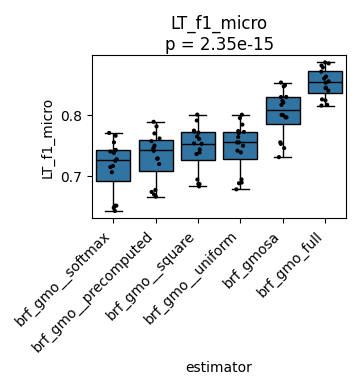 LT_f1_micro
p = 2.35e-15
LT_f1_micro
0.8
0.7
brf_gmo__softmax
brf_gmo__precomputed
brf_gmo__square
brf_gmo__uniform
brf_gmosa
brf_gmo_full
estimator